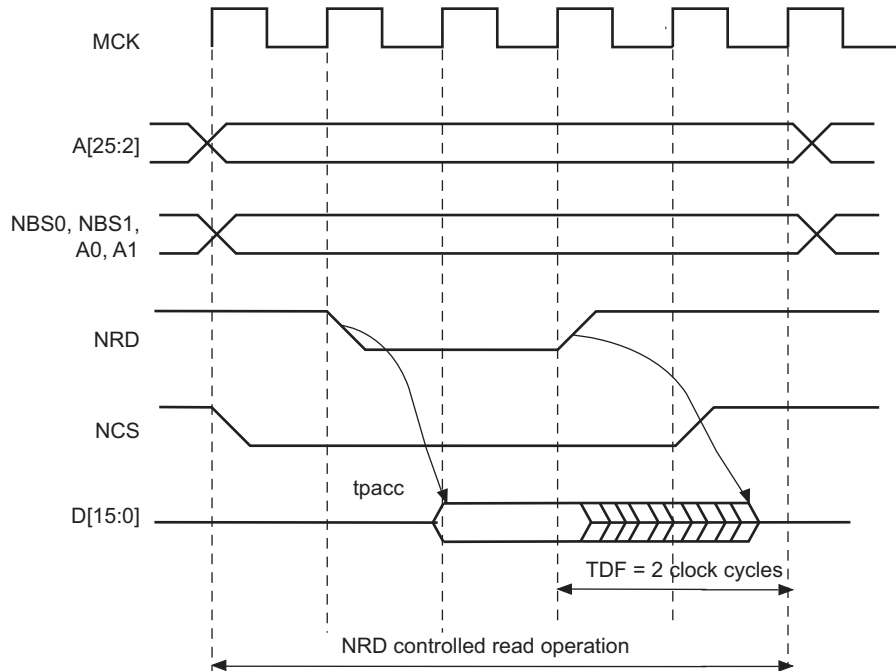 MCK
A[25:2]
NBS0, NBS1,
A0, A1
NRD
NCS
tpacc
D[15:0]
TDF = 2 clock cycles
NRD controlled read operation